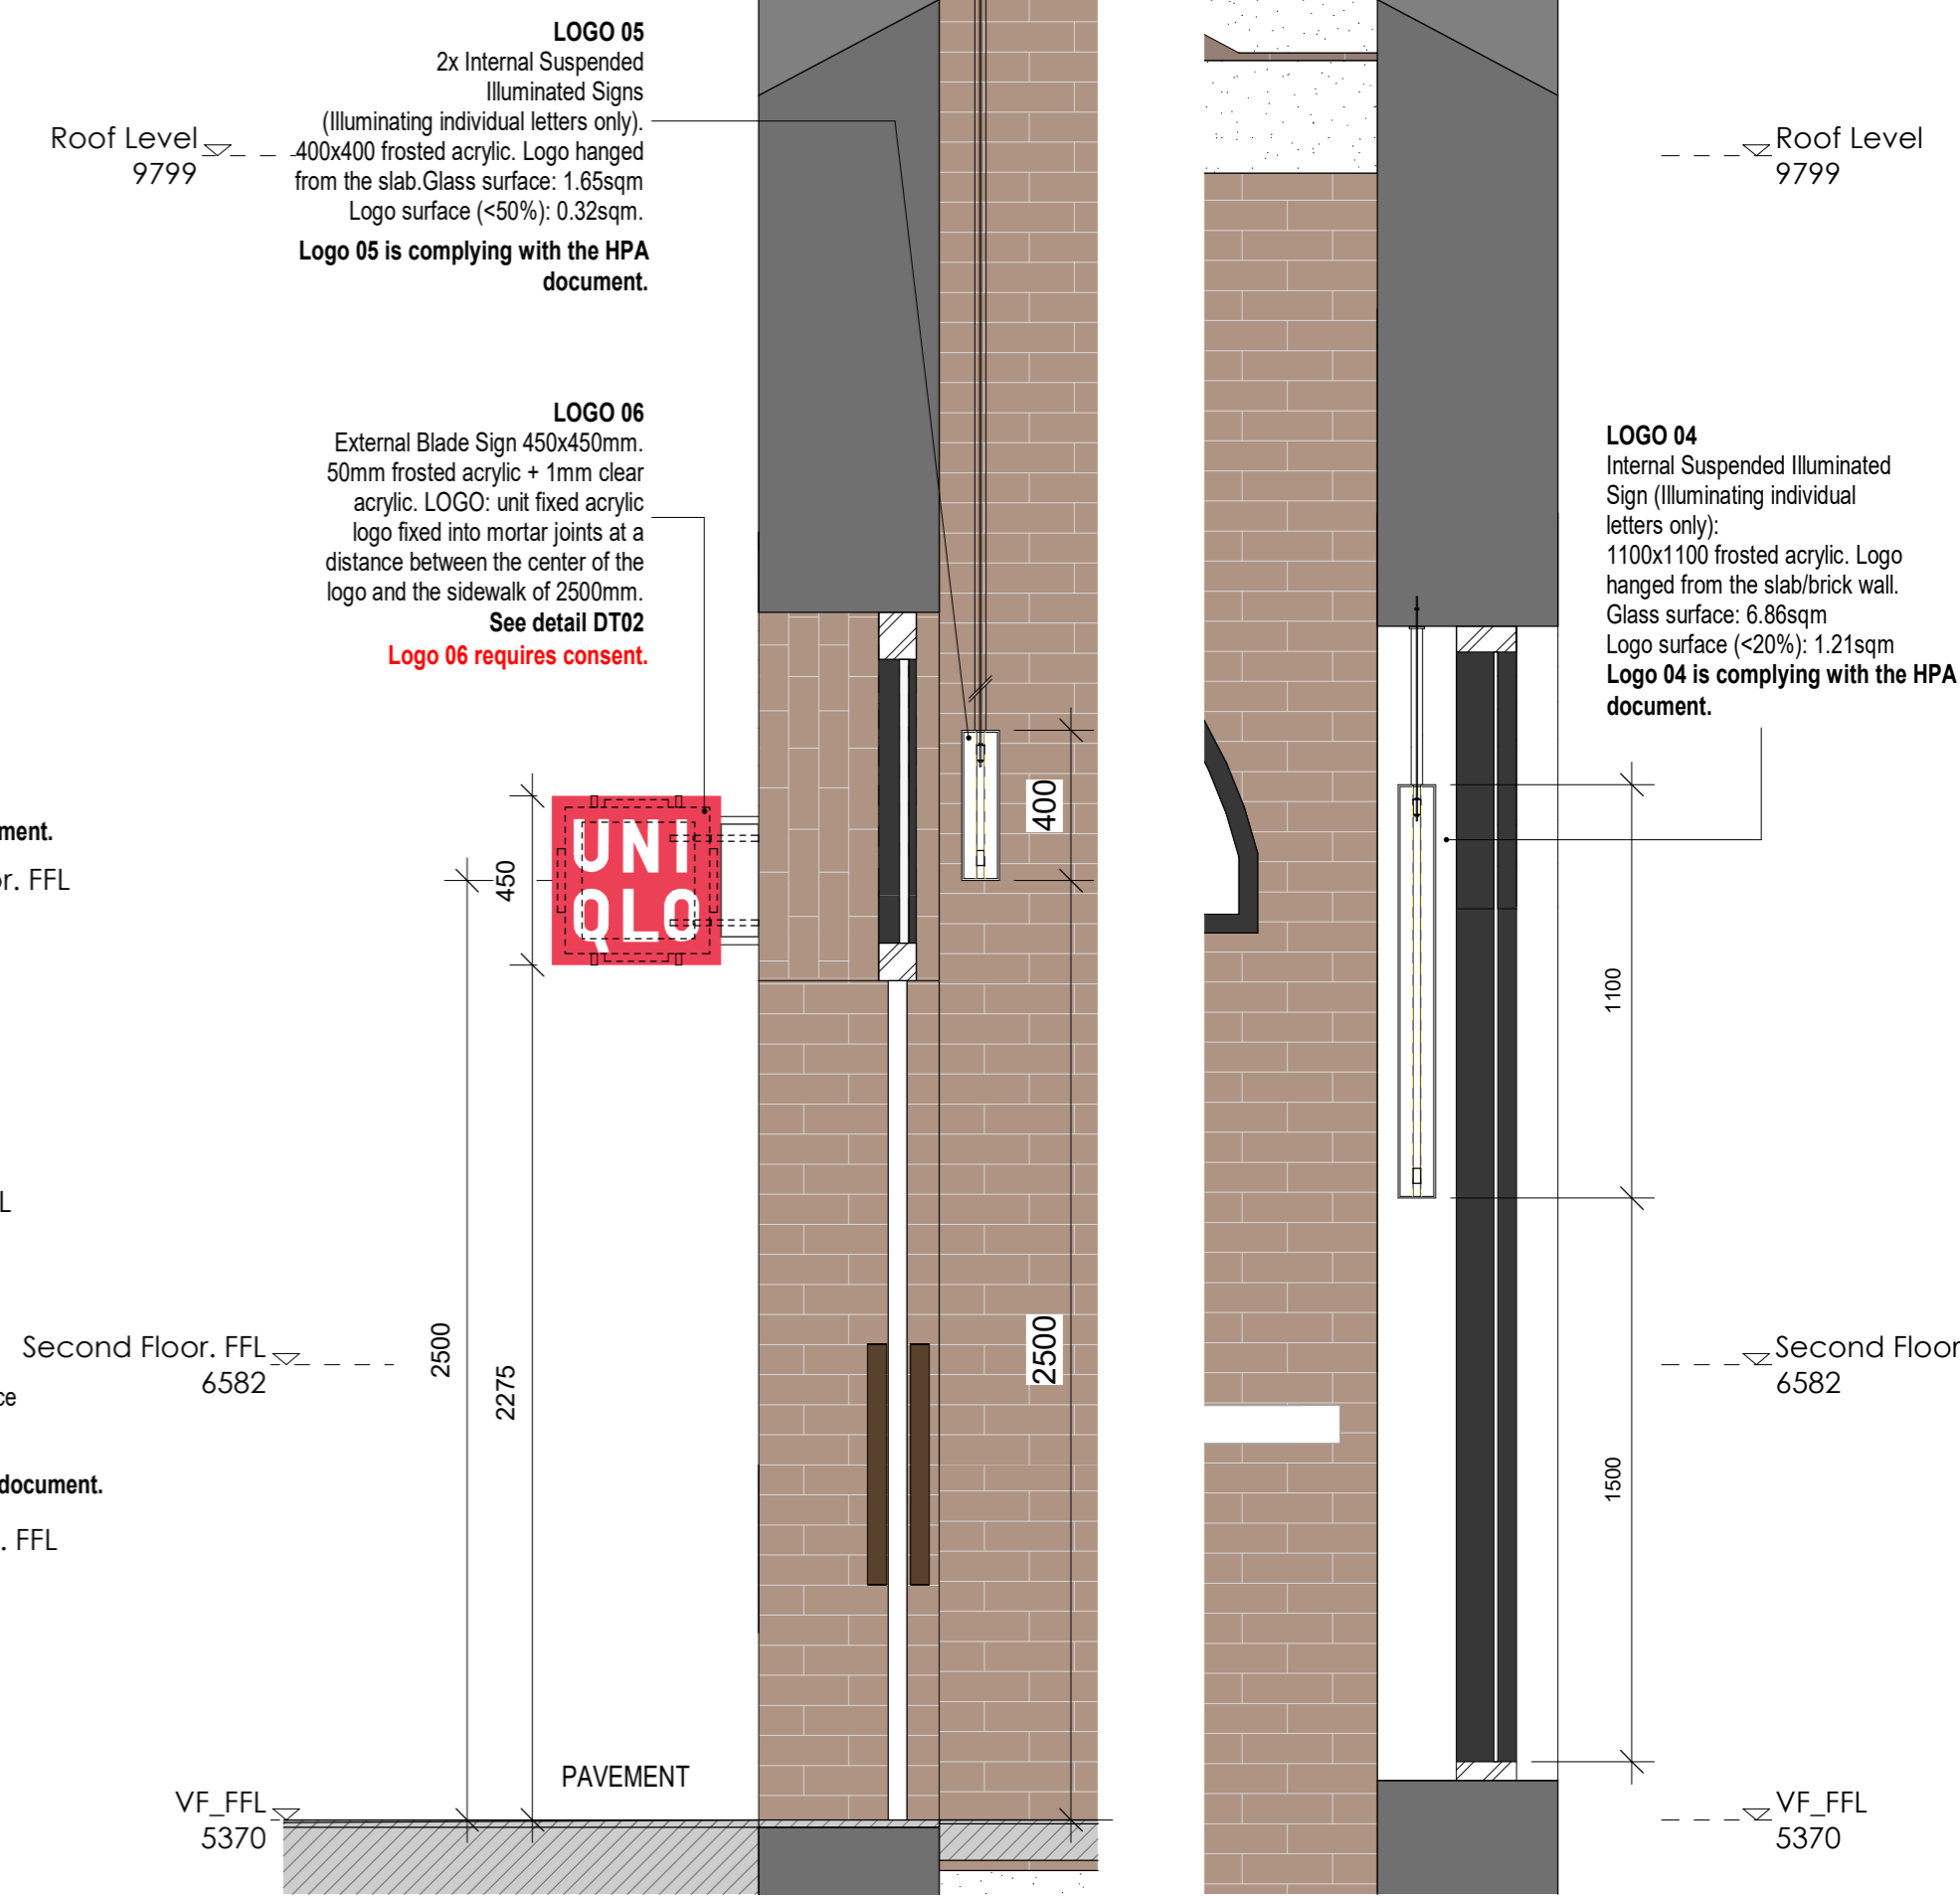 LOGO 05
2x Internal Suspended
Illuminated Signs
(Illuminating individual letters only).
400x400 frosted acrylic. Logo hanged
from the slab.Glass surface: 1.65sqm
Logo surface (<50%): 0.32sqm.
Logo 05 is complying with the HPA
document.
Roof Level
9799
LOGO 06
External Blade Sign 450x450mm.
50mm frosted acrylic + 1mm clear
acrylic. LOGO: unit fixed acrylic
logo fixed into mortar joints at a
distance between the center of the
logo and the sidewalk of 2500mm.
See detail DT02
Logo 06 requires consent.
ment.
or. FFL
L
Second Floor. FFL
6582
ce
document.
. FFL
VF_FFL
5370
PAVEMENT
UNI
QLO
450
2500
2275
400
2500
Roof Level
9799
LOGO 04
Internal Suspended Illuminated
Sign (Illuminating individual
letters only):
1100x1100 frosted acrylic. Logo
hanged from the slab/brick wall.
Glass surface: 6.86sqm
Logo surface (<20%): 1.21sqm
Logo 04 is complying with the HPA
document.
1100
1500
Second Floor
6582
VF_FFL
5370